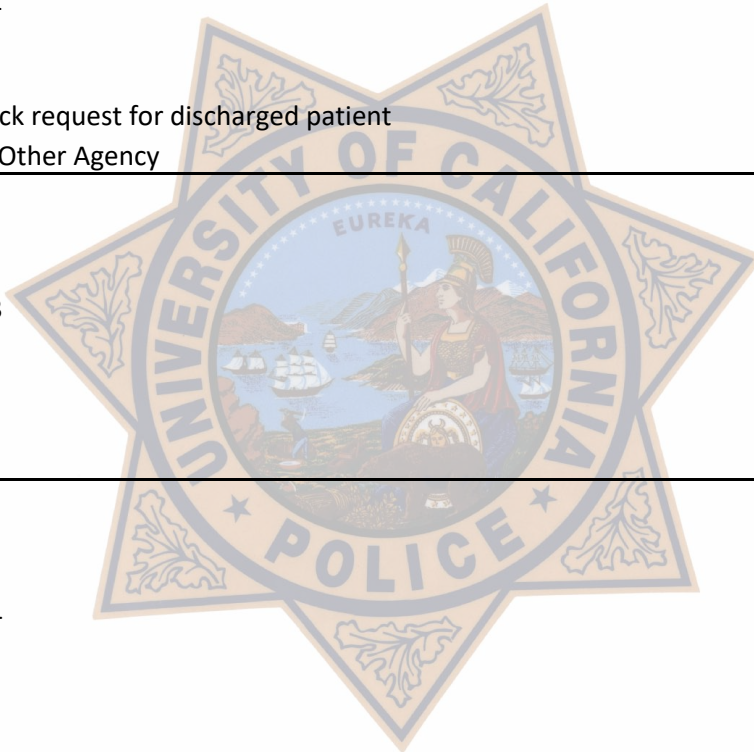 ck request for discharged patient
Other Agency
UNIVERSITY OF CALIFORNIA
EUREKA
POLICE